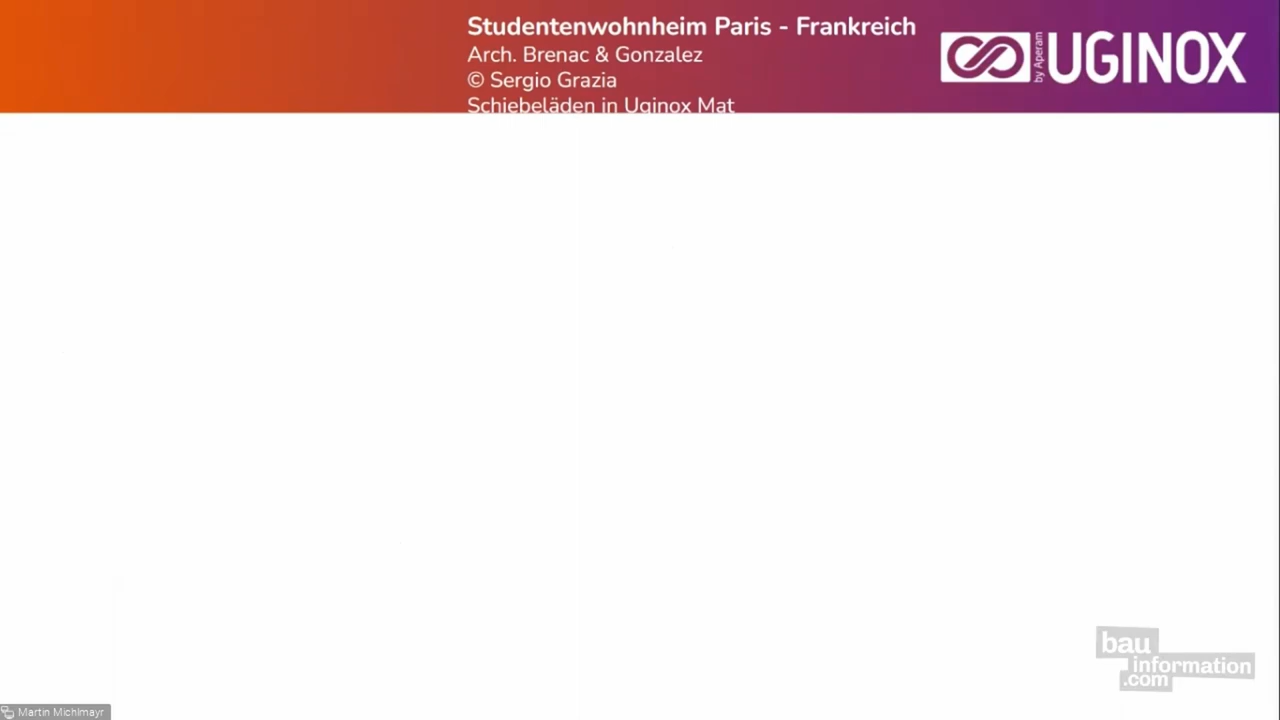 Studentenwohnheim Paris - Frankreich
Arch. Brenac & Gonzalez
© Sergio Grazia
Schiebeläden in Uginox Mat
by Aperam
UGINOX
bau
information
.com
Martin Michlmayr